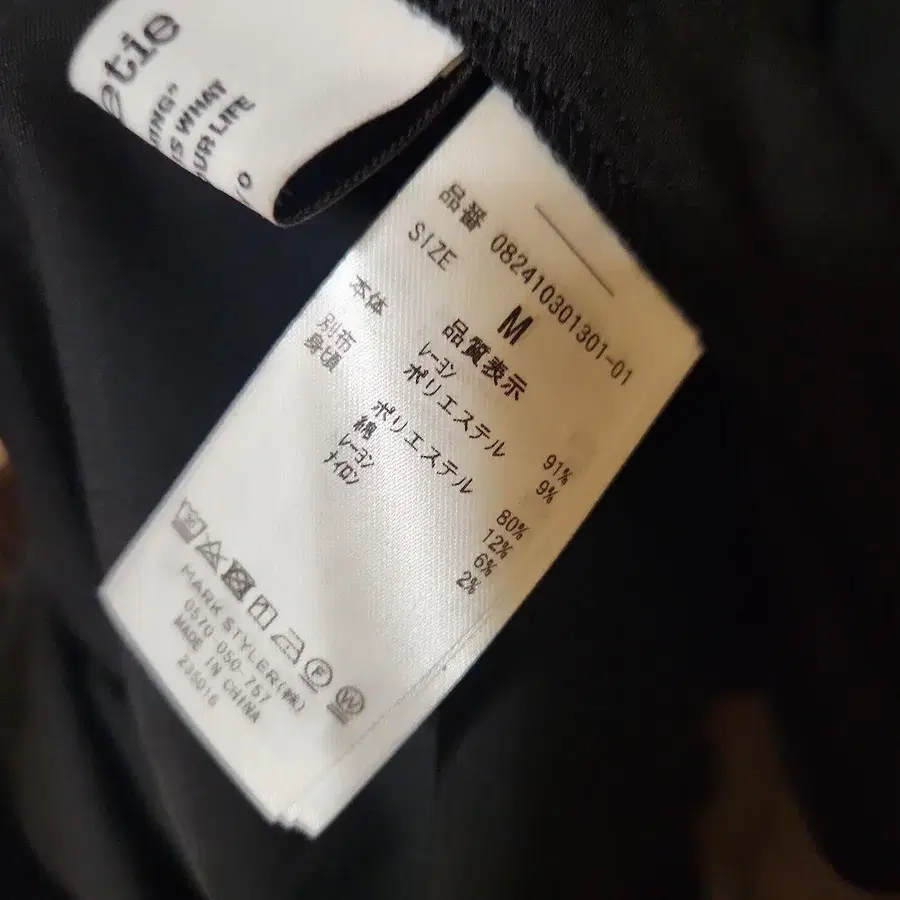 etie
ING"
S WHAT
OUR LIFE
品番 082410301301-01
SIZE M
品質表示
本体 レーヨン 91%
ポリエステル 9%
別布 ポリエステル 80%
身頃 綿 12%
レーヨン 6%
ナイロン 2%
F W
MARK STYLER(株)
0570-050-757
MADE IN CHINA
235016